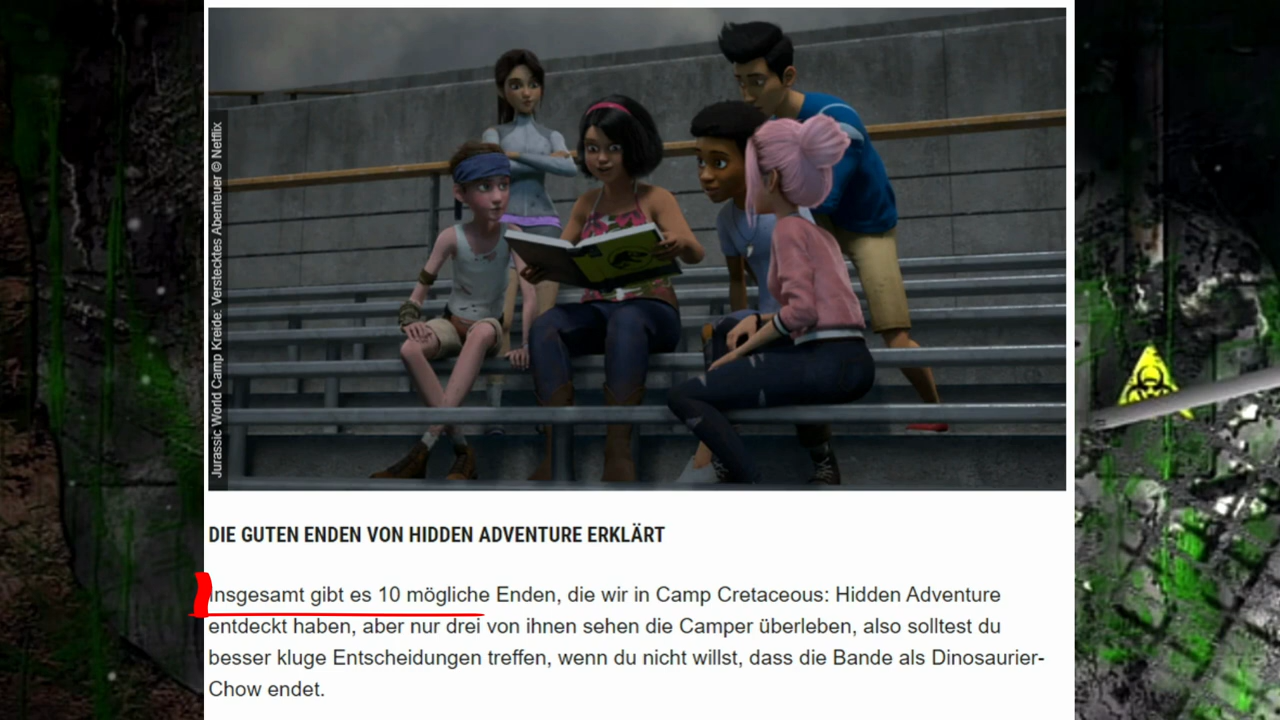 Jurassic World Camp Kreide: Verstecktes Abenteuer © Netflix
DIE GUTEN ENDEN VON HIDDEN ADVENTURE ERKLÄRT
Insgesamt gibt es 10 mögliche Enden, die wir in Camp Cretaceous: Hidden Adventure
entdeckt haben, aber nur drei von ihnen sehen die Camper überleben, also solltest du
besser kluge Entscheidungen treffen, wenn du nicht willst, dass die Bande als Dinosaurier-
Chow endet.